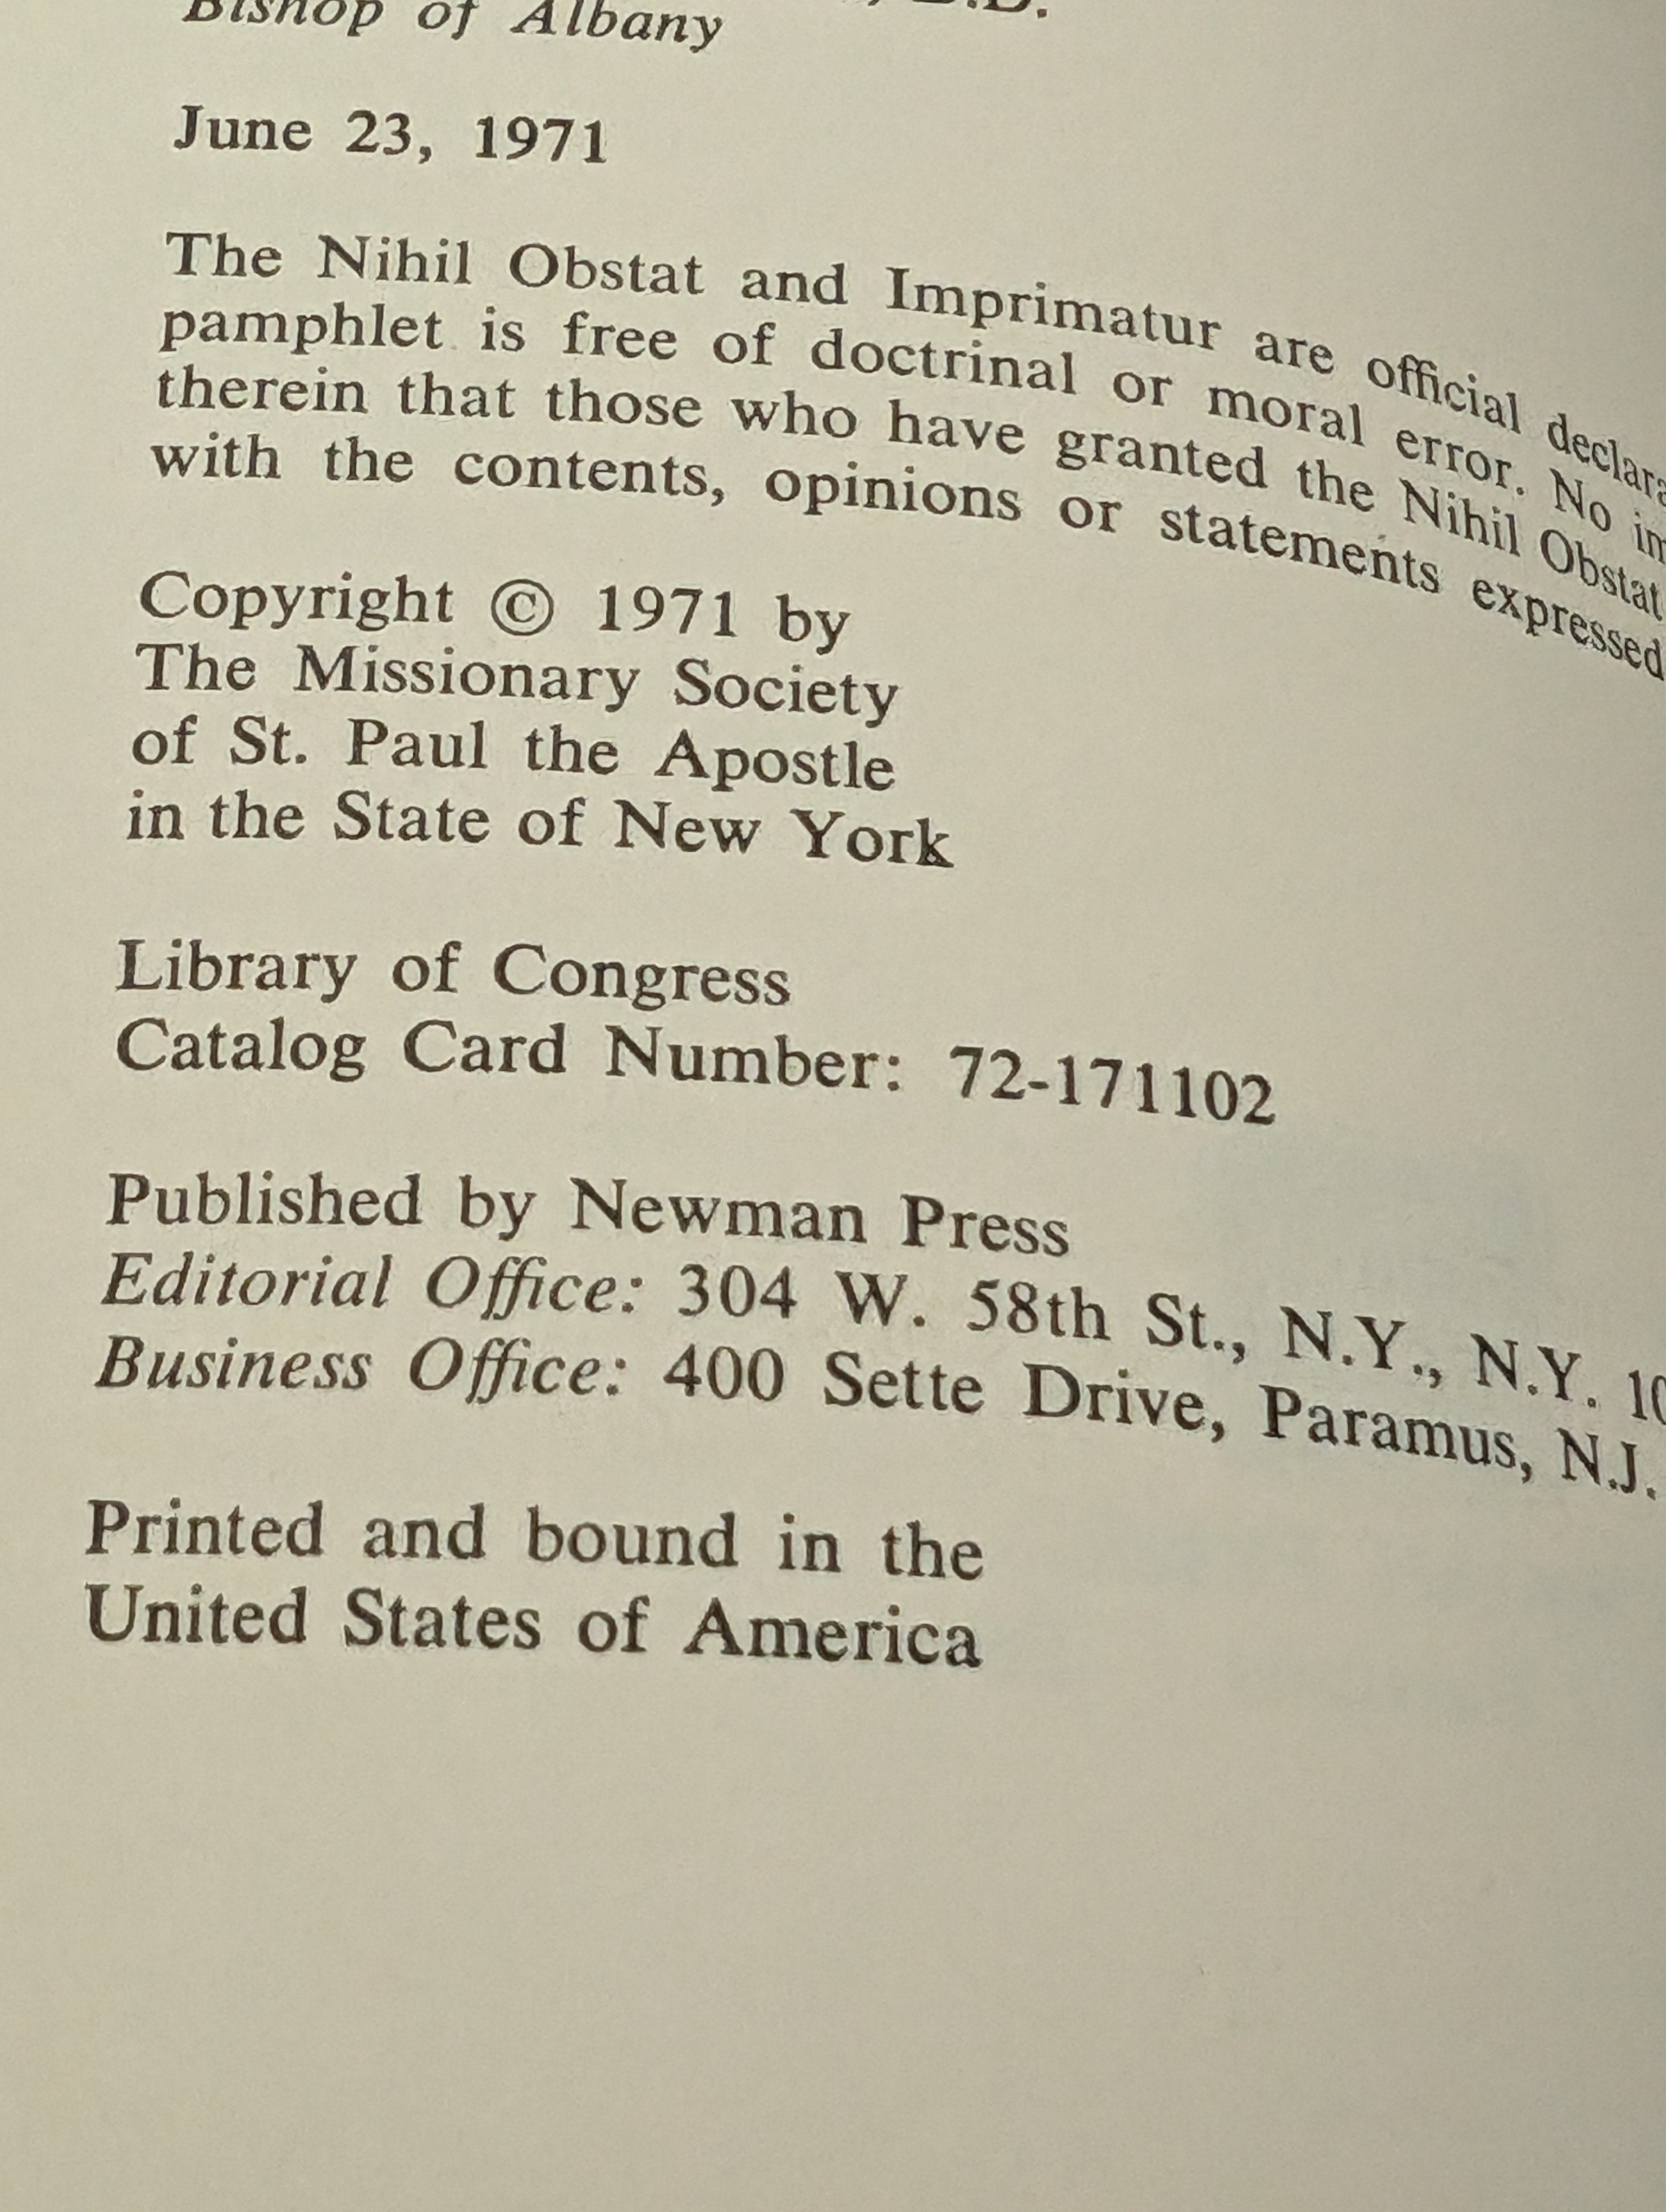 Bishop of Albany D.D.
June 23, 1971
The Nihil Obstat and Imprimatur are official
pamphlet is free of doctrinal or moral error. No
therein that those who have granted the Nihil Obstat
with the contents, opinions or statements expressed
Copyright © 1971 by
The Missionary Society
of St. Paul the Apostle
in the State of New York
Library of Congress
Catalog Card Number: 72-171102
Published by Newman Press
Editorial Office: 304 W. 58th St., N.Y., N.Y.
Business Office: 400 Sette Drive, Paramus, N.J.
Printed and bound in the
United States of America